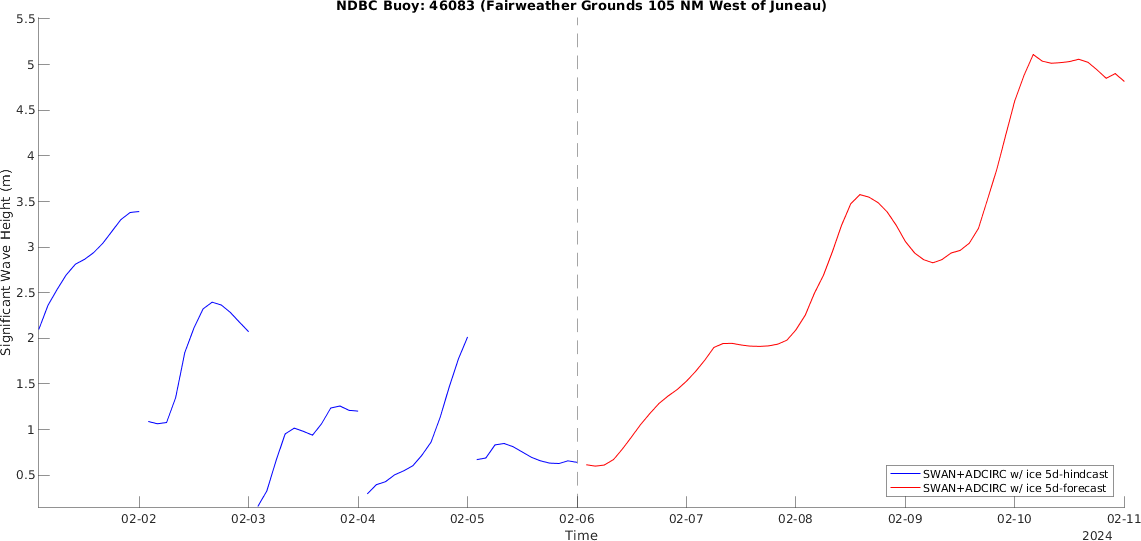 NDBC Buoy: 46083 (Fairweather Grounds 105 NM West of Juneau)
5.5
5
4.5
4
3.5
3
2.5
2
1.5
1
0.5
Significant Wave Height (m)
SWAN+ADCIRC w/ ice 5d-hindcast
SWAN+ADCIRC w/ ice 5d-forecast
02-02 02-03 02-04 02-05 02-06 02-07 02-08 02-09 02-10 02-11
Time
2024